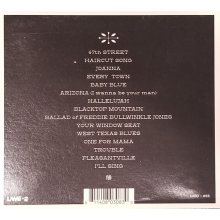 47TH STREET
HAIRCUT SONG
JOANNA
EVERY TOWN
BABY BLUE
ARIZONA (I WANNA BE YOUR MAN)
HALLELUJAH
BLACKTOP MOUNTAIN
BALLAD OF FREDDIE BULLWINKLE JONES
YOUR WINDOW SEAT
WEST TEXAS BLUES
ONE FOR MAMA
TROUBLE
PLEASANTVILLE
I'LL SING